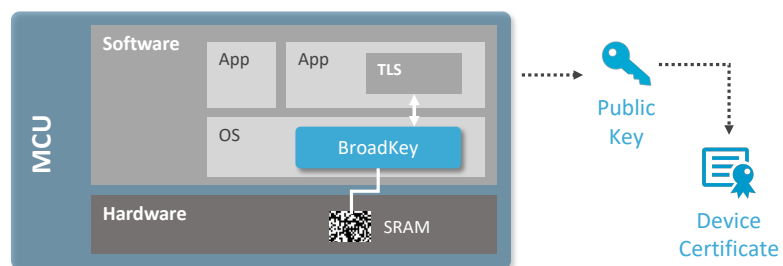 MCU
Software
App
App
TLS
OS
BroadKey
Hardware
SRAM
Public
Key
Device
Certificate